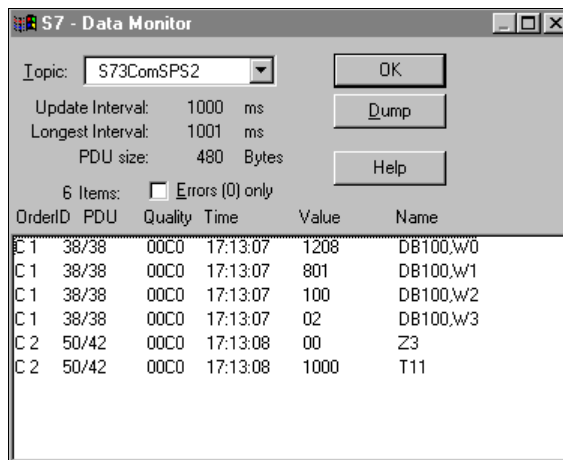 S7 - Data Monitor
Topic: S73ComSPS2 OK
Update Interval: 1000 ms Dump
Longest Interval: 1001 ms
PDU size: 480 Bytes
Help
6 Items: Errors (0) only
OrderID PDU Quality Time Value Name
C 1 38/38 00C0 17:13:07 1208 DB100,W0
C 1 38/38 00C0 17:13:07 801 DB100,W1
C 1 38/38 00C0 17:13:07 100 DB100,W2
C 1 38/38 00C0 17:13:07 02 DB100,W3
C 2 50/42 00C0 17:13:08 00 Z3
C 2 50/42 00C0 17:13:08 1000 T11